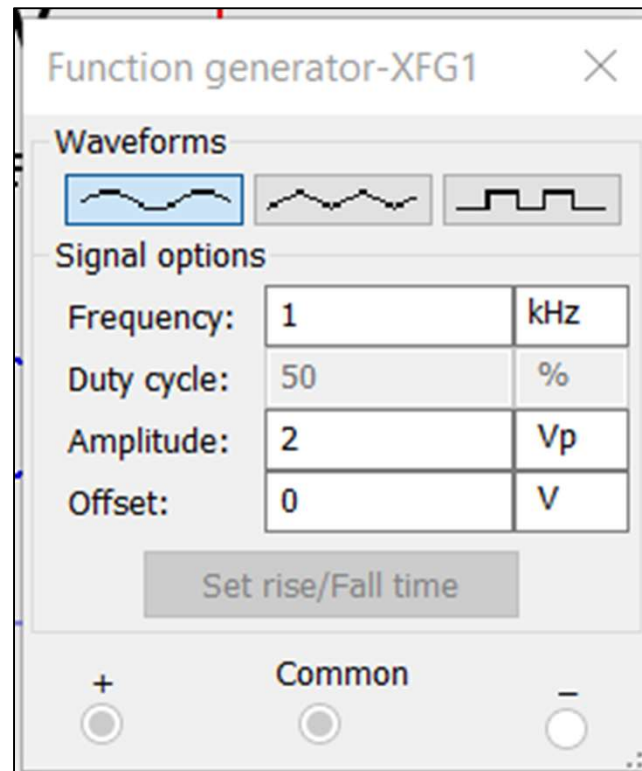 Function generator-XFG1
Waveforms
Signal options
Frequency: 1 kHz
Duty cycle: 50 %
Amplitude: 2 Vp
Offset: 0 V
Set rise/Fall time
+ Common −